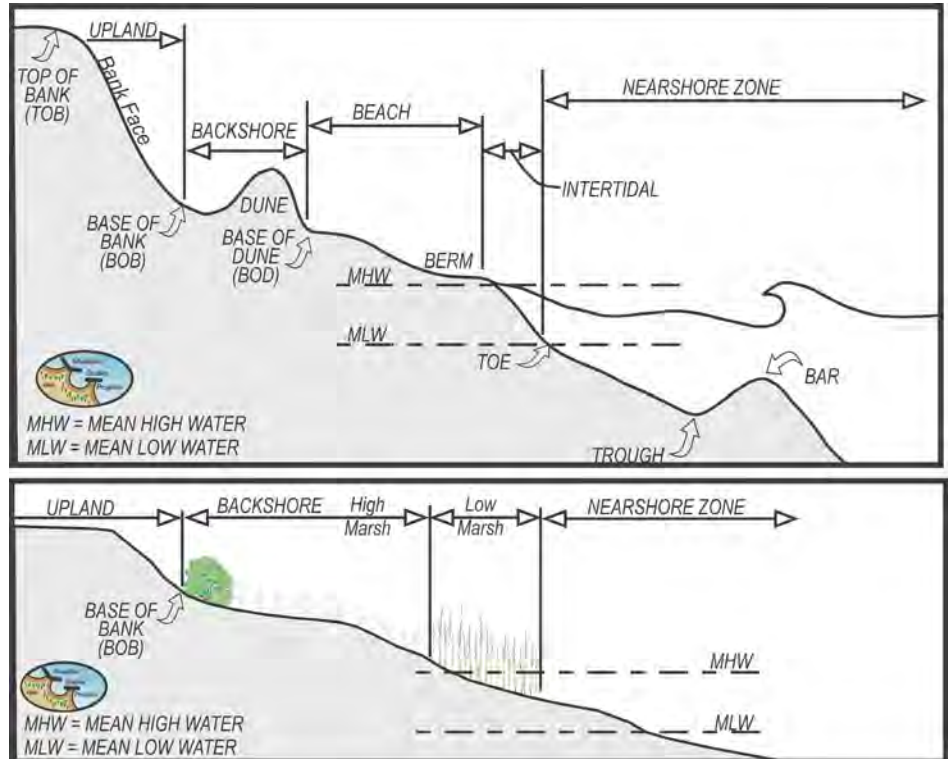 UPLAND
TOP OF
BANK
(TOB)
Bank Face
NEARSHORE ZONE
BEACH
BACKSHORE
INTERTIDAL
DUNE
BASE OF
BANK
(BOB)
BASE OF
DUNE
(BOD)
BERM
MHW
MLW
TOE
BAR
TROUGH
MHW = MEAN HIGH WATER
MLW = MEAN LOW WATER
UPLAND
BACKSHORE
High
Marsh
Low
Marsh
NEARSHORE ZONE
BASE OF
BANK
(BOB)
MHW
MLW
MHW = MEAN HIGH WATER
MLW = MEAN LOW WATER